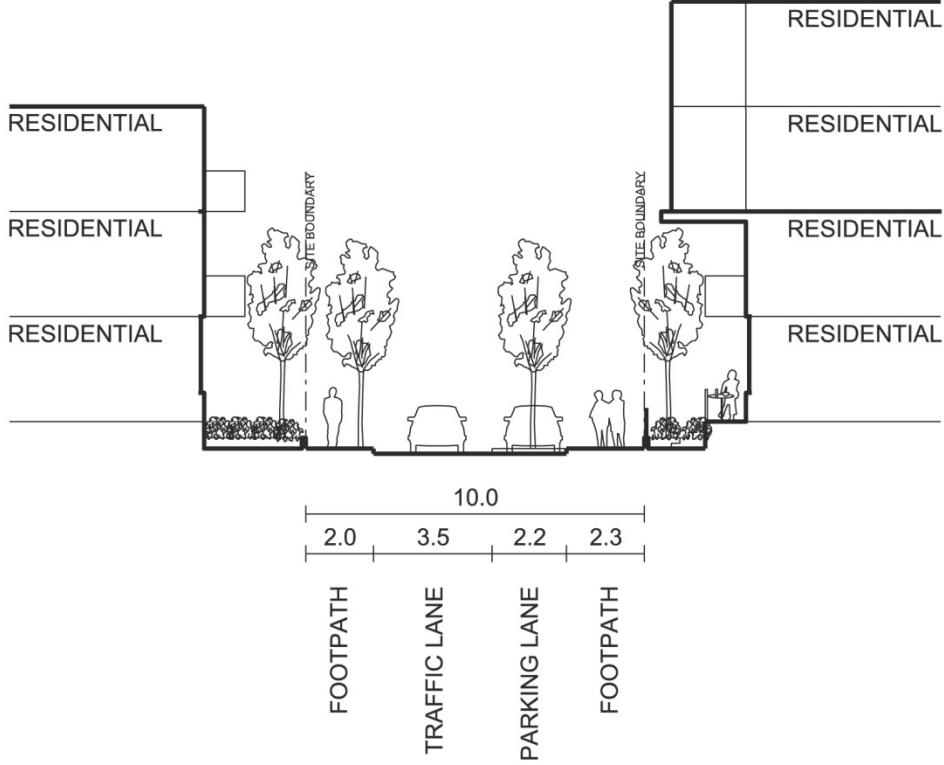 RESIDENTIAL
RESIDENTIAL
RESIDENTIAL
RESIDENTIAL
RESIDENTIAL
RESIDENTIAL
RESIDENTIAL
SITE BOUNDARY
SITE BOUNDARY
10.0
2.0 3.5 2.2 2.3
FOOTPATH
TRAFFIC LANE
PARKING LANE
FOOTPATH